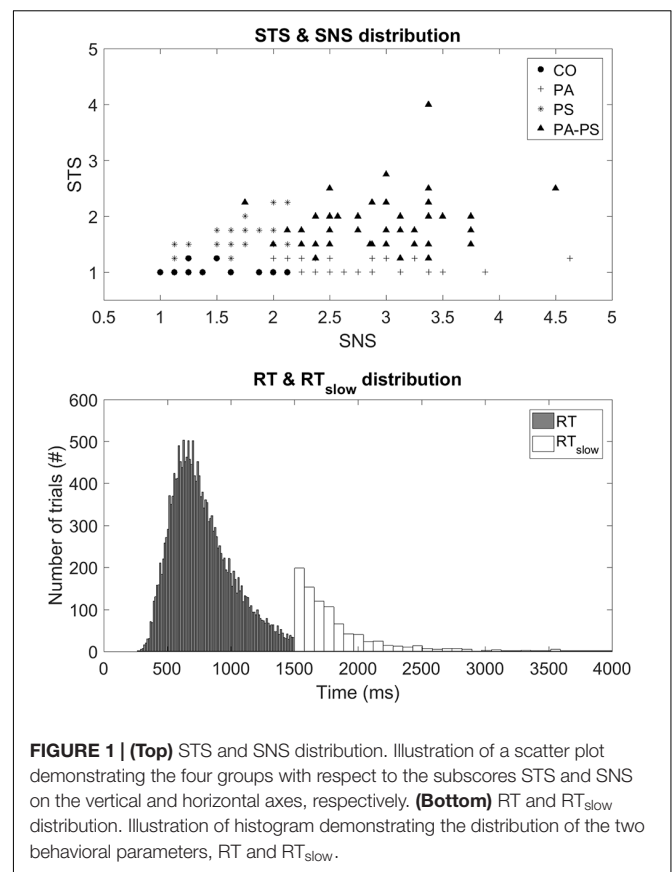 STS & SNS distribution
5
4
3
2
1
STS
CO
PA
PS
PA-PS
0.5 1 1.5 2 2.5 3 3.5 4 4.5 5
SNS
RT & RTslow distribution
600
500
400
300
200
100
0
Number of trials (#)
RT
RTslow
0 500 1000 1500 2000 2500 3000 3500 4000
Time (ms)
FIGURE 1 | (Top) STS and SNS distribution. Illustration of a scatter plot
demonstrating the four groups with respect to the subscores STS and SNS
on the vertical and horizontal axes, respectively. (Bottom) RT and RTslow
distribution. Illustration of histogram demonstrating the distribution of the two
behavioral parameters, RT and RTslow.